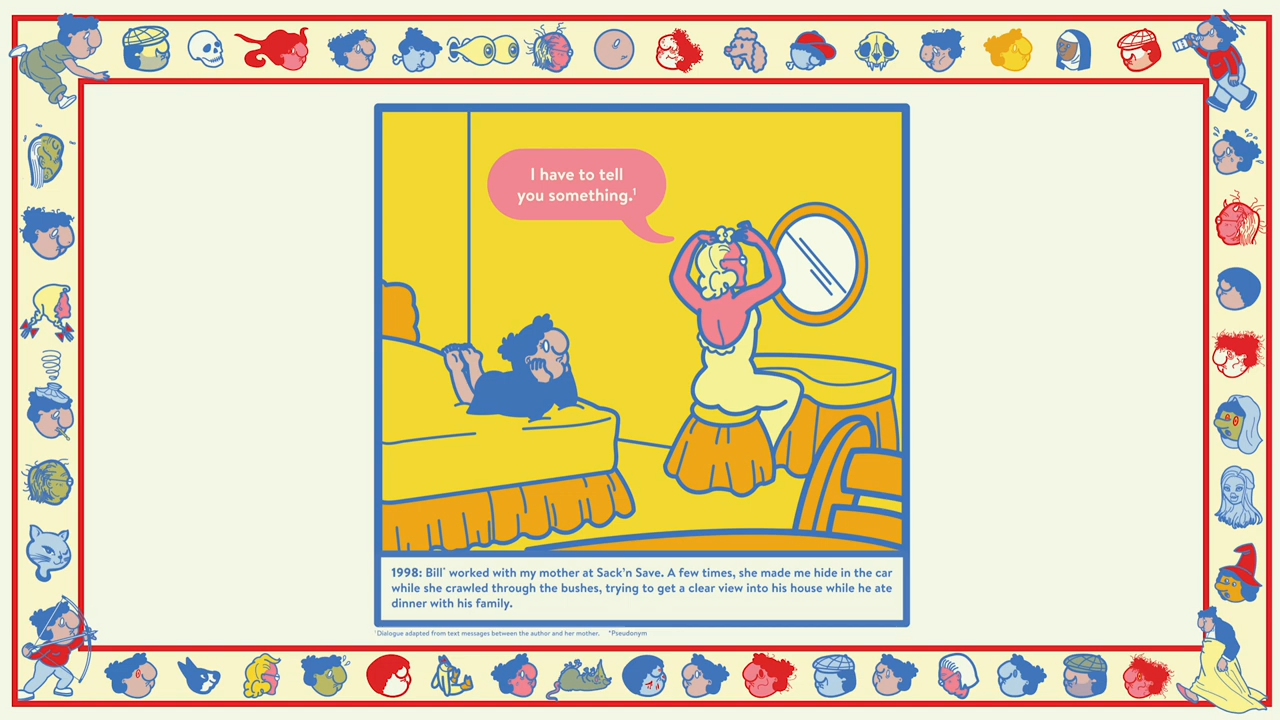 I have to tell
you something.¹
1998: Bill* worked with my mother at Sack'n Save. A few times, she made me hide in the car
while she crawled through the bushes, trying to get a clear view into his house while he ate
dinner with his family.
¹Dialogue adapted from text messages between the author and her mother. *Pseudonym